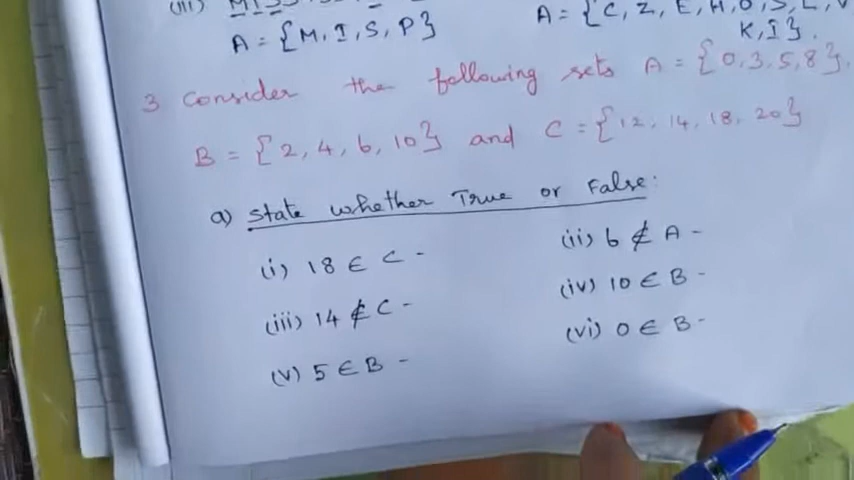 (iii)
A = {M, I, S, P}
A = {C, Z, E, H, O, S, L, V
K, I}.
3 Consider the following sets A = {0, 3, 5, 8},
B = {2, 4, 6, 10} and C = {12, 14, 18, 20}
a) State whether True or False:
(i) 18 ∈ C -
(ii) 6 ∉ A -
(iii) 14 ∉ C -
(iv) 10 ∈ B -
(v) 5 ∈ B -
(vi) 0 ∈ B -